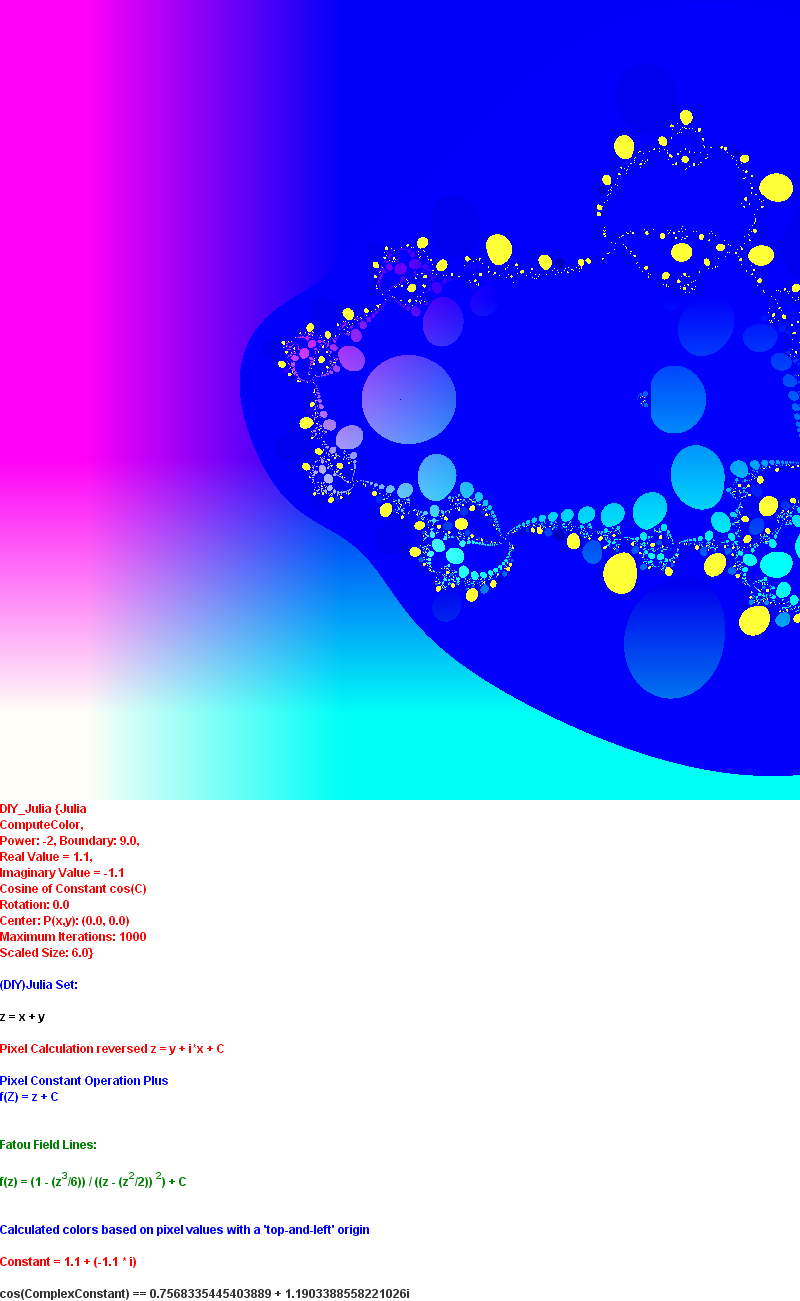 DIY_Julia {Julia
ComputeColor,
Power: -2, Boundary: 9.0,
Real Value = 1.1,
Imaginary Value = -1.1
Cosine of Constant cos(C)
Rotation: 0.0
Center: P(x,y): (0.0, 0.0)
Maximum Iterations: 1000
Scaled Size: 6.0}
(DIY)Julia Set:
z = x + y
Pixel Calculation reversed z = y + i*x + C
Pixel Constant Operation Plus
f(Z) = z + C
Fatou Field Lines:
f(z) = (1 - (z³/6)) / ((z - (z²/2)) ²) + C
Calculated colors based on pixel values with a 'top-and-left' origin
Constant = 1.1 + (-1.1 * i)
cos(ComplexConstant) == 0.7568335445403889 + 1.1903388558221026i